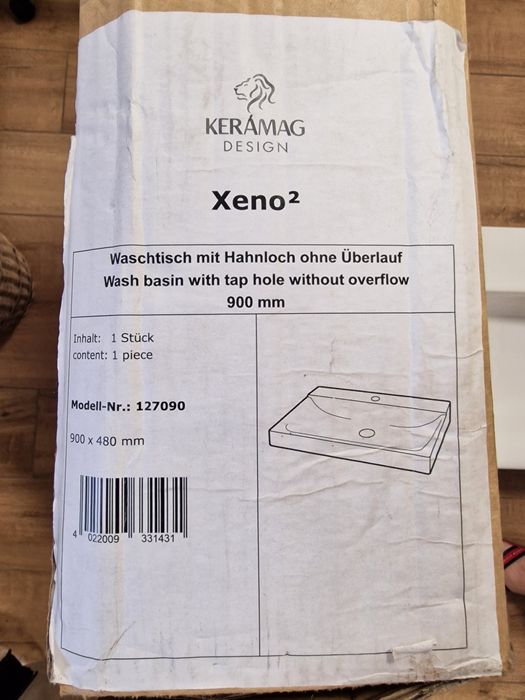 KERAMAG
DESIGN
Xeno²
Waschtisch mit Hahnloch ohne Überlauf
Wash basin with tap hole without overflow
900 mm
Inhalt: 1 Stück
content: 1 piece
Modell-Nr.: 127090
900 x 480 mm
4 022009 331431